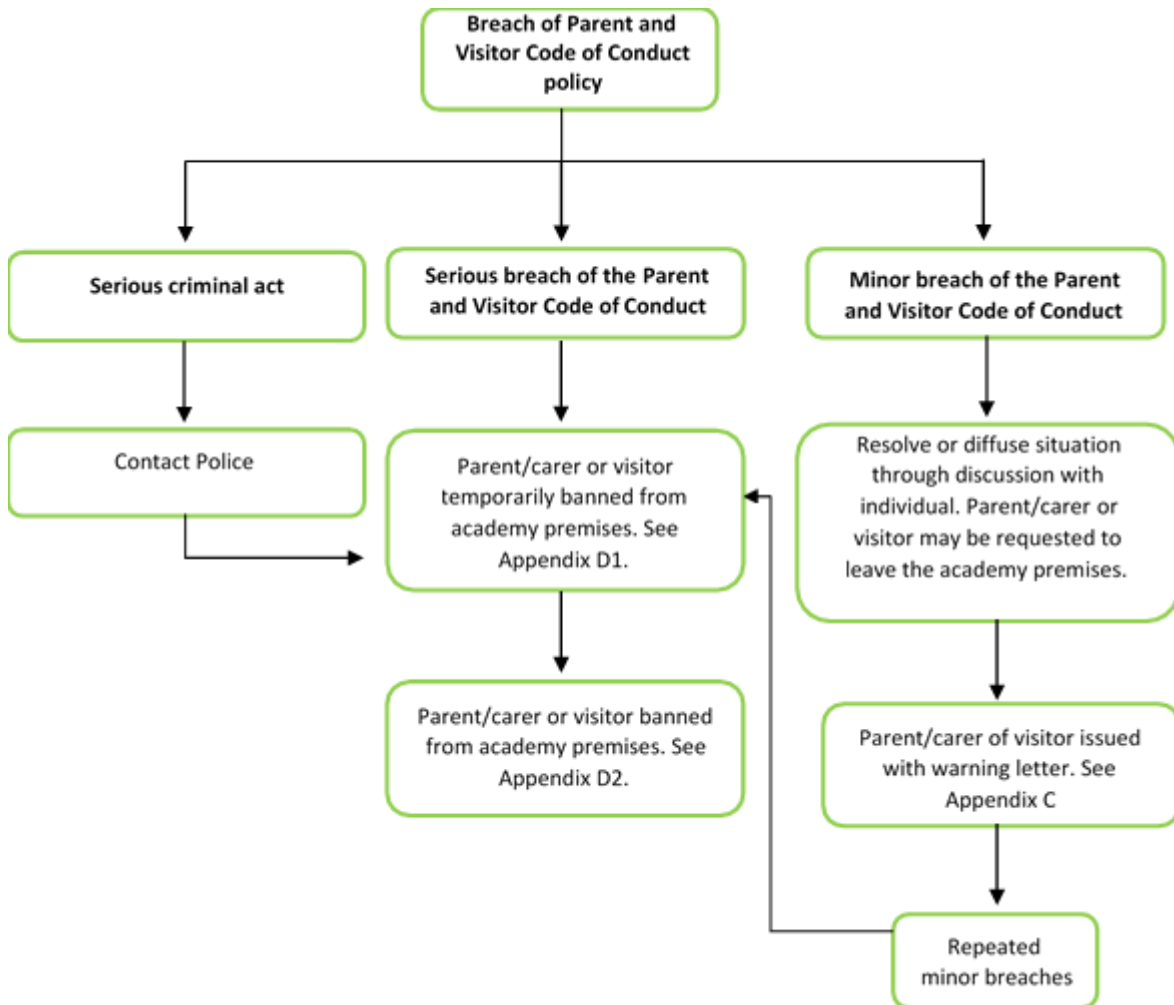 Breach of Parent and
Visitor Code of Conduct
policy
Serious criminal act
Serious breach of the Parent
and Visitor Code of Conduct
Minor breach of the Parent
and Visitor Code of Conduct
Contact Police
Parent/carer or visitor
temporarily banned from
academy premises. See
Appendix D1.
Resolve or diffuse situation
through discussion with
individual. Parent/carer or
visitor may be requested to
leave the academy premises.
Parent/carer or visitor banned
from academy premises. See
Appendix D2.
Parent/carer of visitor issued
with warning letter. See
Appendix C
Repeated
minor breaches